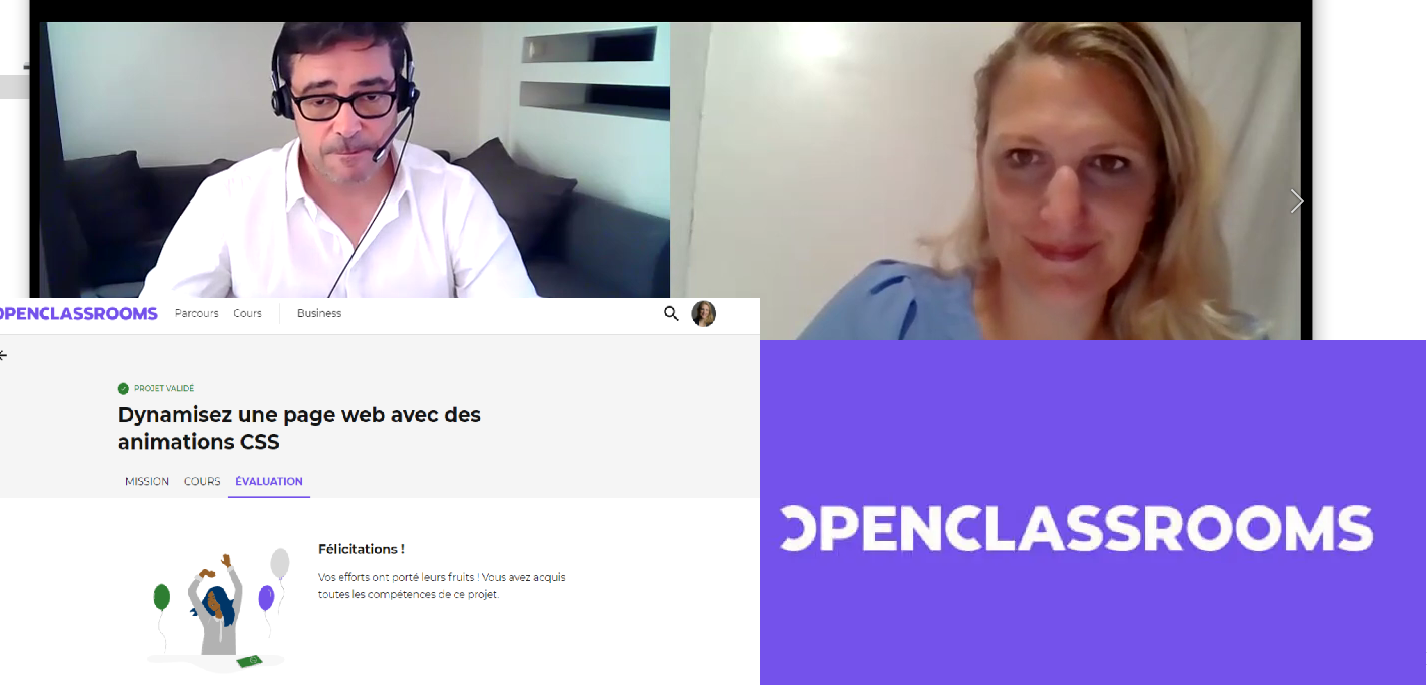 OPENCLASSROOMS
Parcours
Cours
Business
PROJET VALIDÉ
Dynamisez une page web avec des
animations CSS
MISSION
COURS
ÉVALUATION
Félicitations !
Vos efforts ont porté leurs fruits ! Vous avez acquis
toutes les compétences de ce projet.
OPENCLASSROOMS